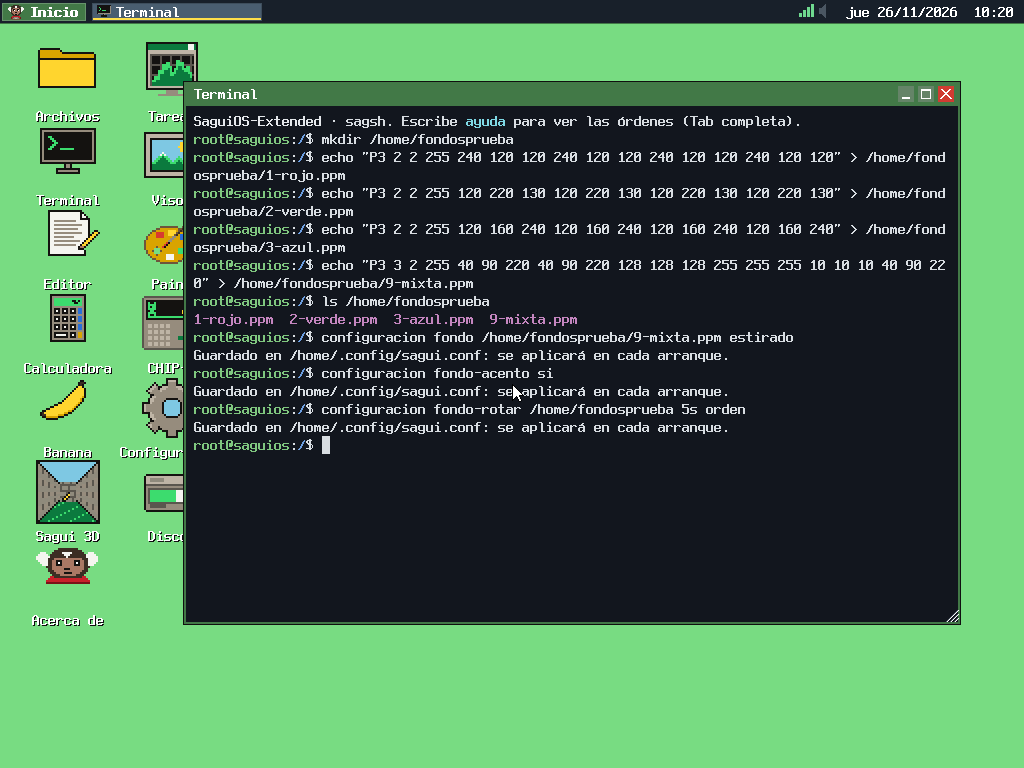 Inicio
Terminal
jue 26/11/2026 10:20
Archivos
Tare
Terminal
Viso
Editor
Pain
Calculadora
CHIP-
Banana
Configur
Sagui 3D
Disc
Acerca de
Terminal
SaguiOS-Extended · sagsh. Escribe ayuda para ver las órdenes (Tab completa).
root@saguios:/$ mkdir /home/fondosprueba
root@saguios:/$ echo "P3 2 2 255 240 120 120 240 120 120 240 120 120 240 120 120" > /home/fond
osprueba/1-rojo.ppm
root@saguios:/$ echo "P3 2 2 255 120 220 130 120 220 130 120 220 130 120 220 130" > /home/fond
osprueba/2-verde.ppm
root@saguios:/$ echo "P3 2 2 255 120 160 240 120 160 240 120 160 240 120 160 240" > /home/fond
osprueba/3-azul.ppm
root@saguios:/$ echo "P3 3 2 255 40 90 220 40 90 220 128 128 128 255 255 255 10 10 10 40 90 22
0" > /home/fondosprueba/9-mixta.ppm
root@saguios:/$ ls /home/fondosprueba
1-rojo.ppm  2-verde.ppm  3-azul.ppm  9-mixta.ppm
root@saguios:/$ configuracion fondo /home/fondosprueba/9-mixta.ppm estirado
Guardado en /home/.config/sagui.conf: se aplicará en cada arranque.
root@saguios:/$ configuracion fondo-acento si
Guardado en /home/.config/sagui.conf: se aplicará en cada arranque.
root@saguios:/$ configuracion fondo-rotar /home/fondosprueba 5s orden
Guardado en /home/.config/sagui.conf: se aplicará en cada arranque.
root@saguios:/$